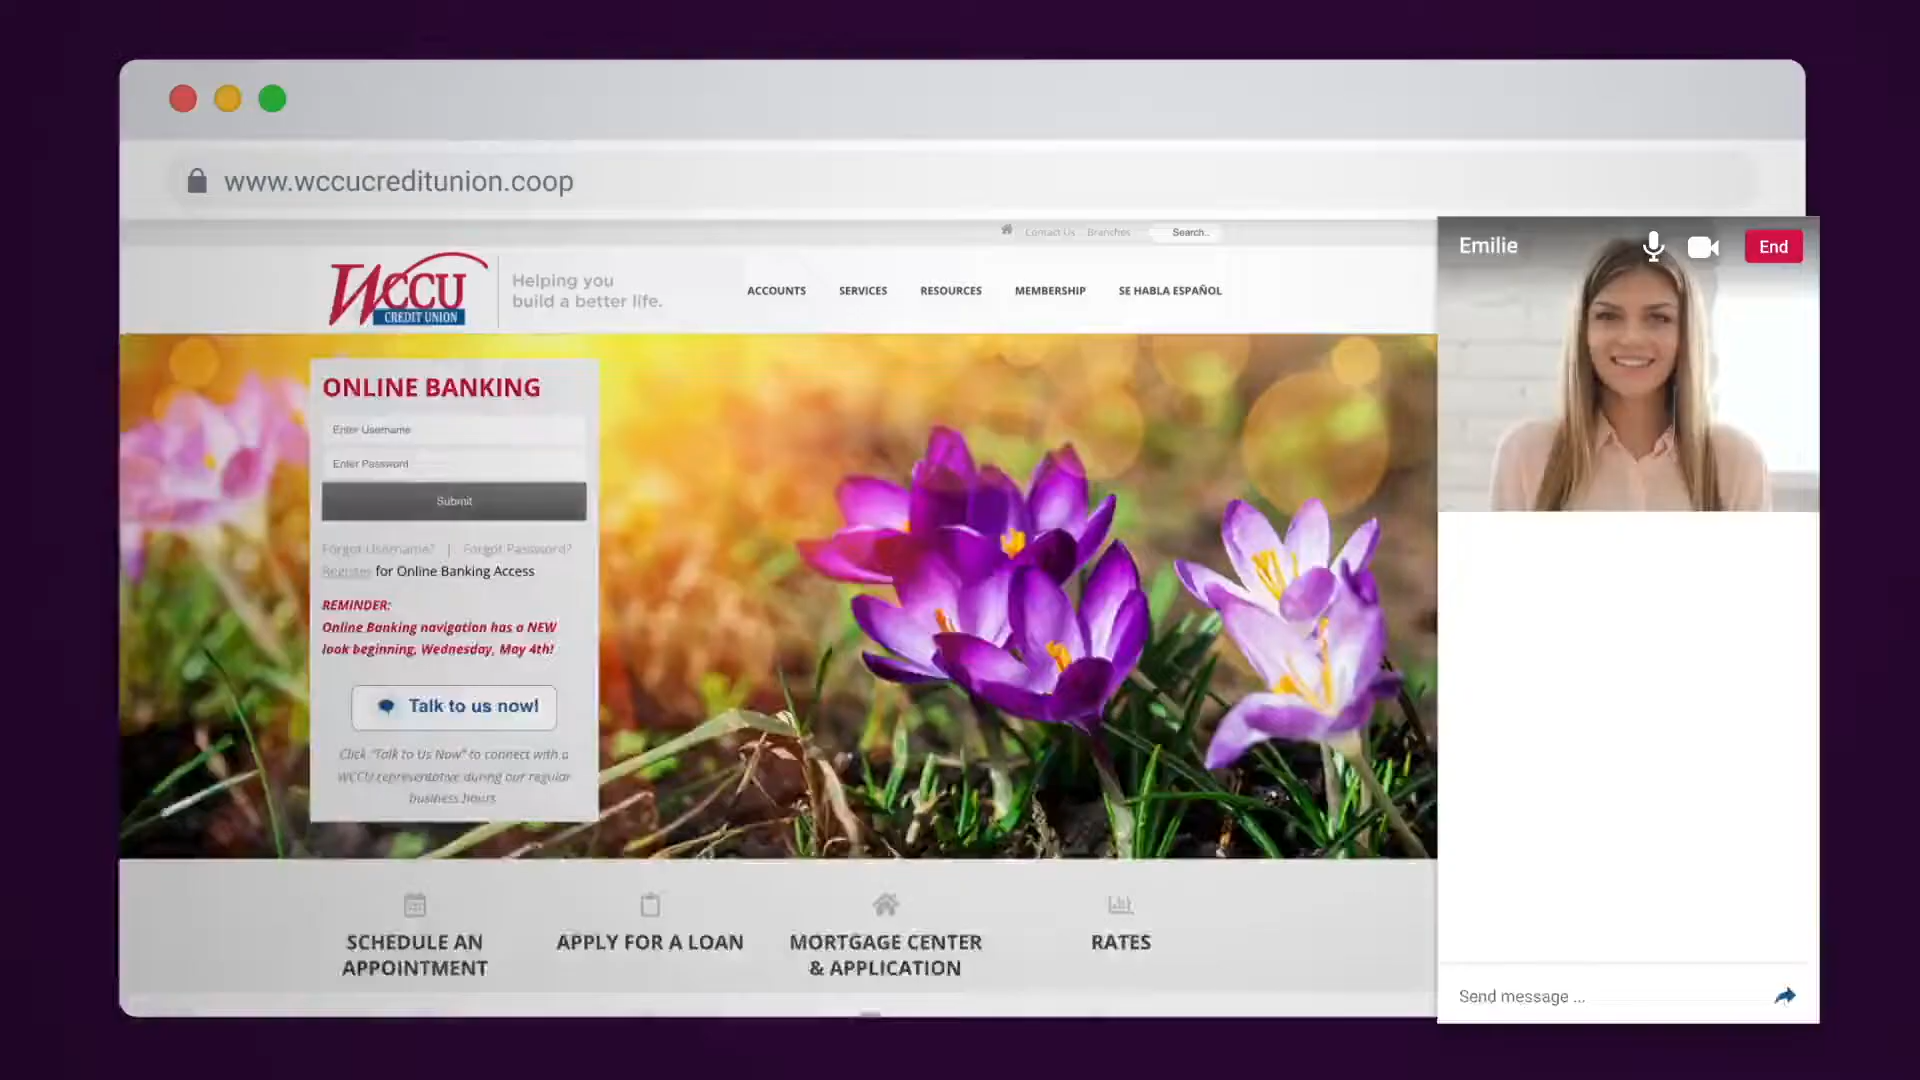 www.wccucreditunion.coop
Contact Us Branches Search..
WCCU
CREDIT UNION
Helping you
build a better life.
ACCOUNTS SERVICES RESOURCES MEMBERSHIP SE HABLA ESPAÑOL
Emilie End
ONLINE BANKING
Enter Username
Enter Password
Submit
Forgot Username? | Forgot Password?
Register for Online Banking Access
REMINDER:
Online Banking navigation has a NEW
look beginning, Wednesday, May 4th!
Talk to us now!
Click "Talk to Us Now" to connect with a
WCCU representative during our regular
business hours
SCHEDULE AN
APPOINTMENT
APPLY FOR A LOAN
MORTGAGE CENTER
& APPLICATION
RATES
Send message ...